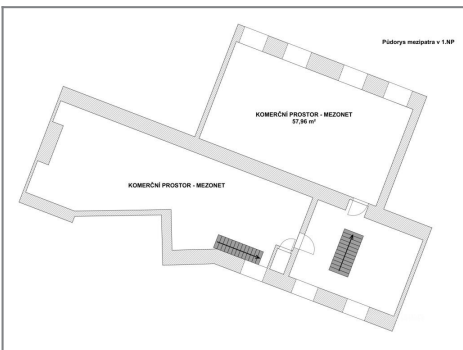 Půdorys mezipatra v 1.NP
KOMERČNÍ PROSTOR - MEZONET
57,96 m²
KOMERČNÍ PROSTOR - MEZONET